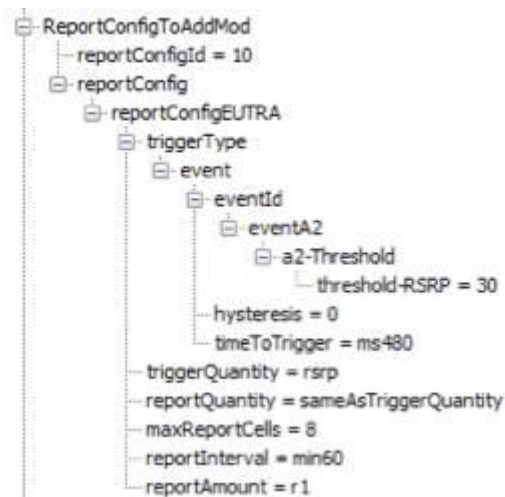 ReportConfigToAddMod
reportConfigId = 10
reportConfig
reportConfigEUTRA
triggerType
event
eventId
eventA2
a2-Threshold
threshold-RSRP = 30
hysteresis = 0
timeToTrigger = ms480
triggerQuantity = rsrp
reportQuantity = sameAsTriggerQuantity
maxReportCells = 8
reportInterval = min60
reportAmount = r1